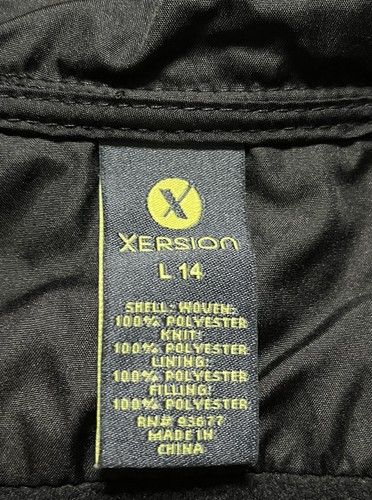 X
XERSION
L 14
SHELL: WOVEN:
100% POLYESTER
KNIT:
100% POLYESTER
LINING:
100% POLYESTER
FILLING:
100% POLYESTER
RN# 93677
MADE IN
CHINA